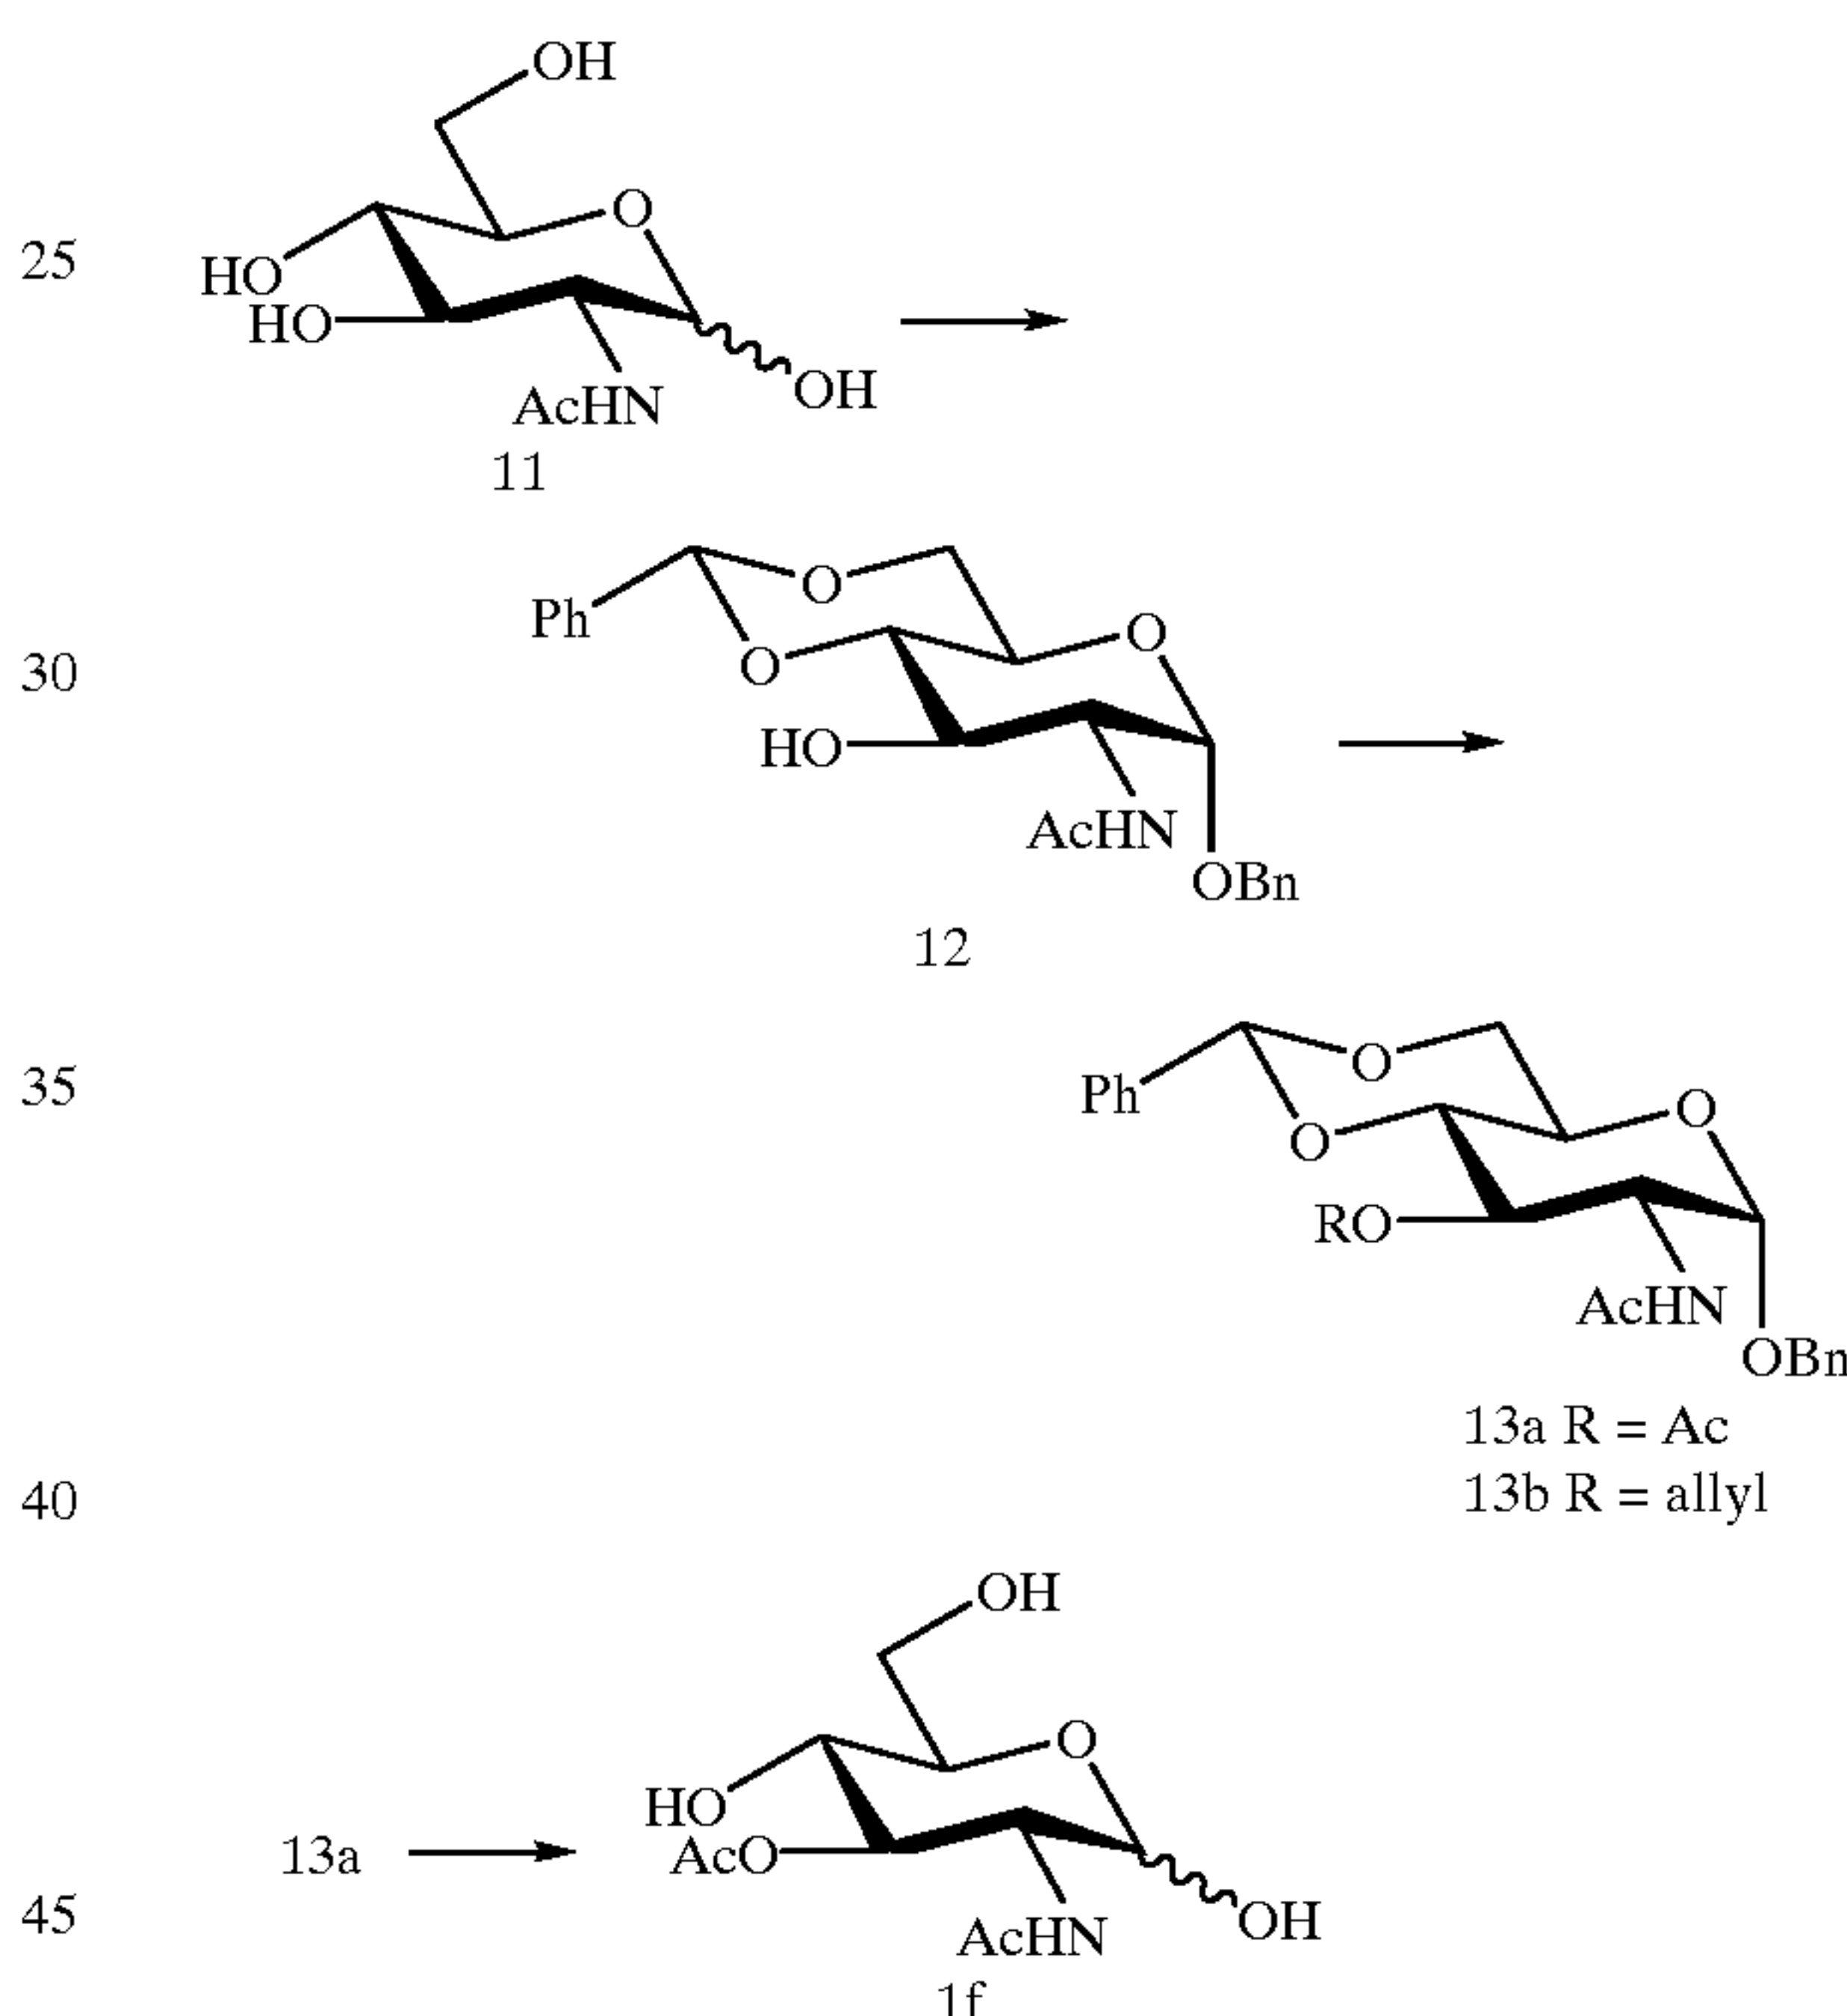 OH
O
25
HO
HO
AcHN
OH
11
O
Ph
O
O
30
HO
AcHN
OBn
12
O
Ph
O
O
35
RO
AcHN
OBn
13a R = Ac
13b R = allyl
40
OH
O
HO
13a
AcO
45
AcHN
OH
1f